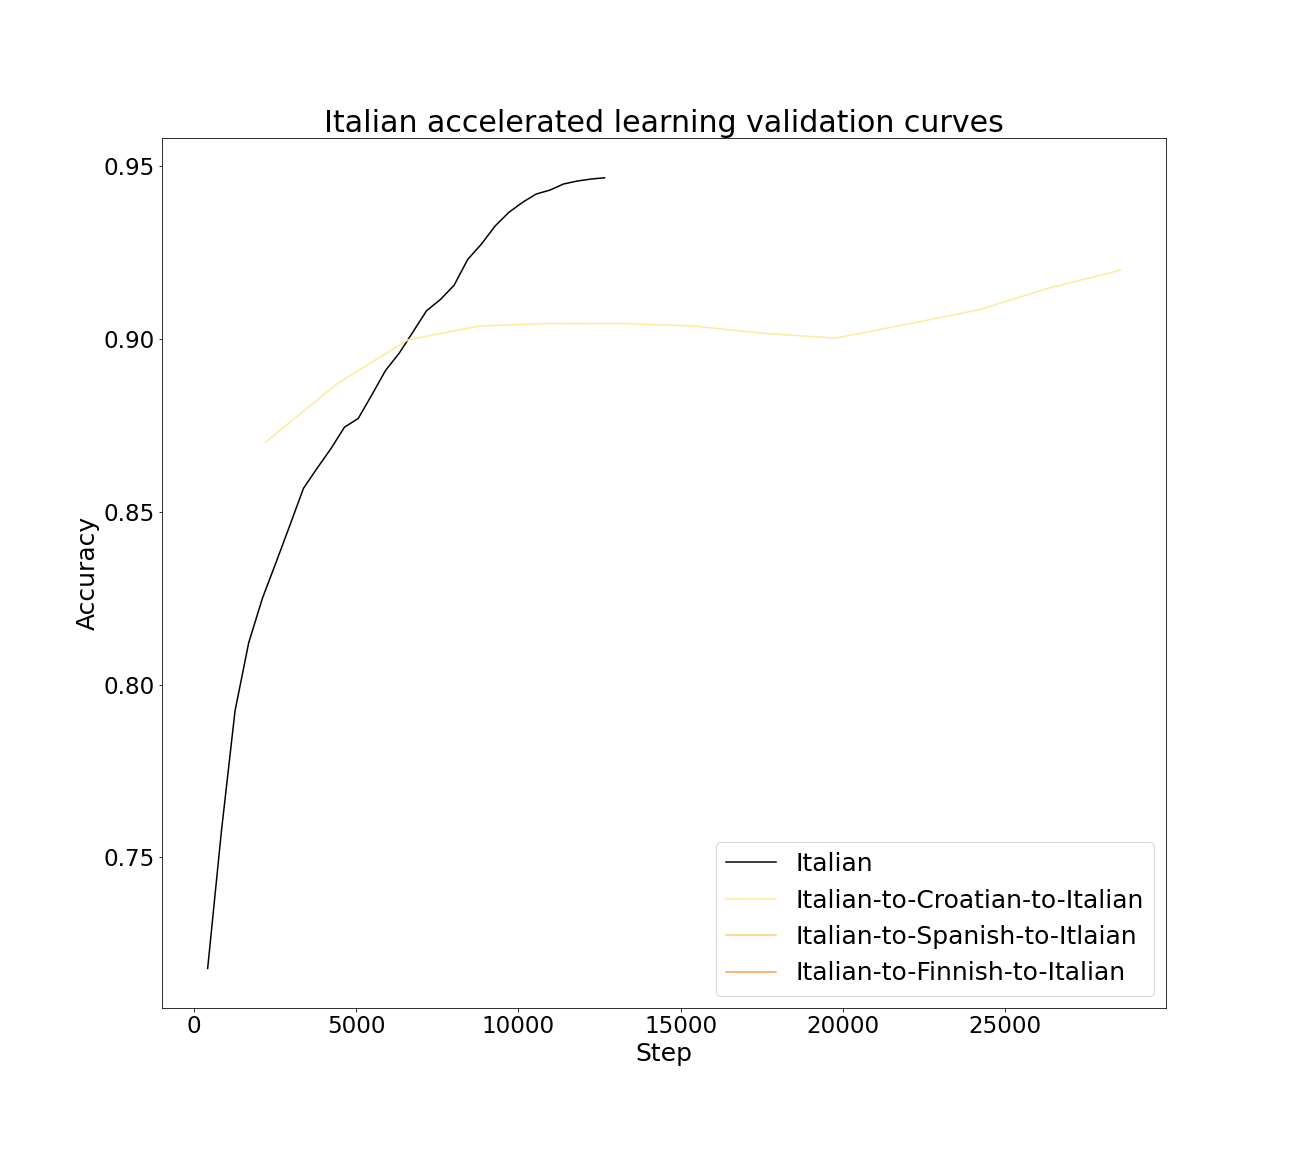 Italian accelerated learning validation curves
0.95
0.90
0.85
0.80
0.75
Accuracy
0 5000 10000 15000 20000 25000
Step
Italian
Italian-to-Croatian-to-Italian
Italian-to-Spanish-to-Itlaian
Italian-to-Finnish-to-Italian